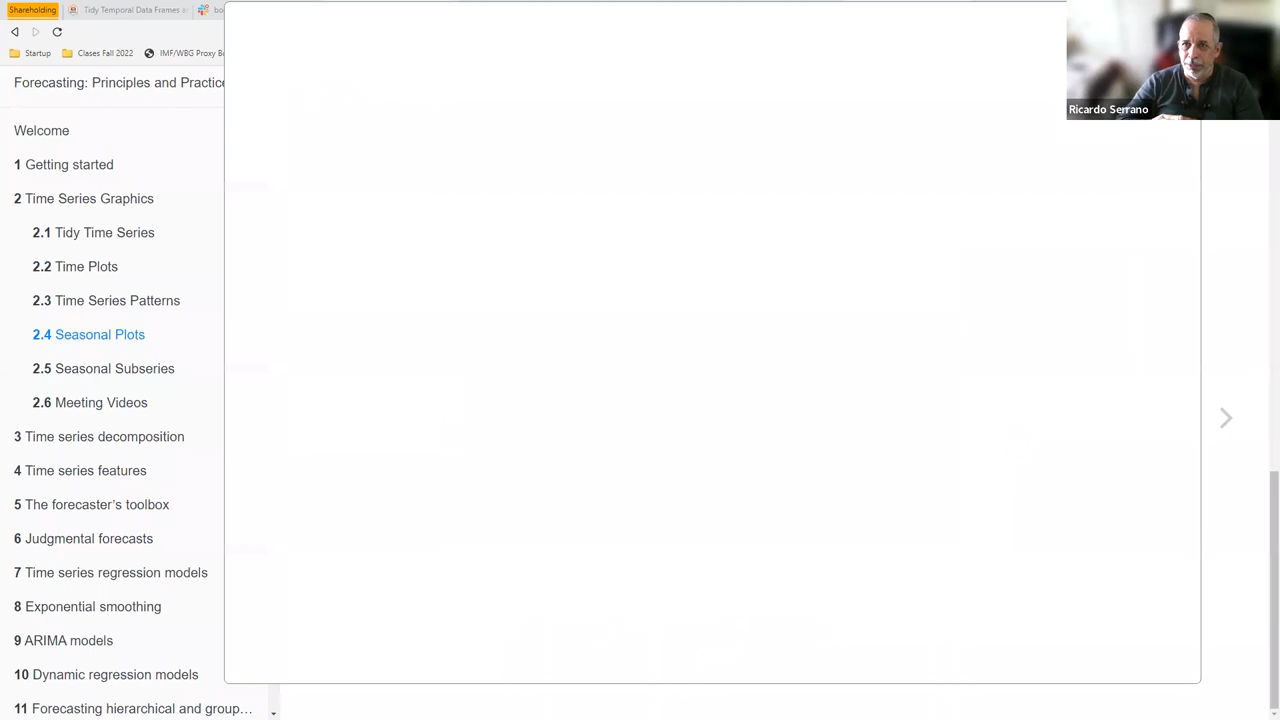 Shareholding
Tidy Temporal Data Frames a
bo
Startup
Clases Fall 2022
IMF/WBG Proxy Ba
Forecasting: Principles and Practice
Ricardo Serrano
Welcome
1 Getting started
2 Time Series Graphics
2.1 Tidy Time Series
2.2 Time Plots
2.3 Time Series Patterns
2.4 Seasonal Plots
2.5 Seasonal Subseries
2.6 Meeting Videos
3 Time series decomposition
4 Time series features
5 The forecaster’s toolbox
6 Judgmental forecasts
7 Time series regression models
8 Exponential smoothing
9 ARIMA models
10 Dynamic regression models
11 Forecasting hierarchical and group…